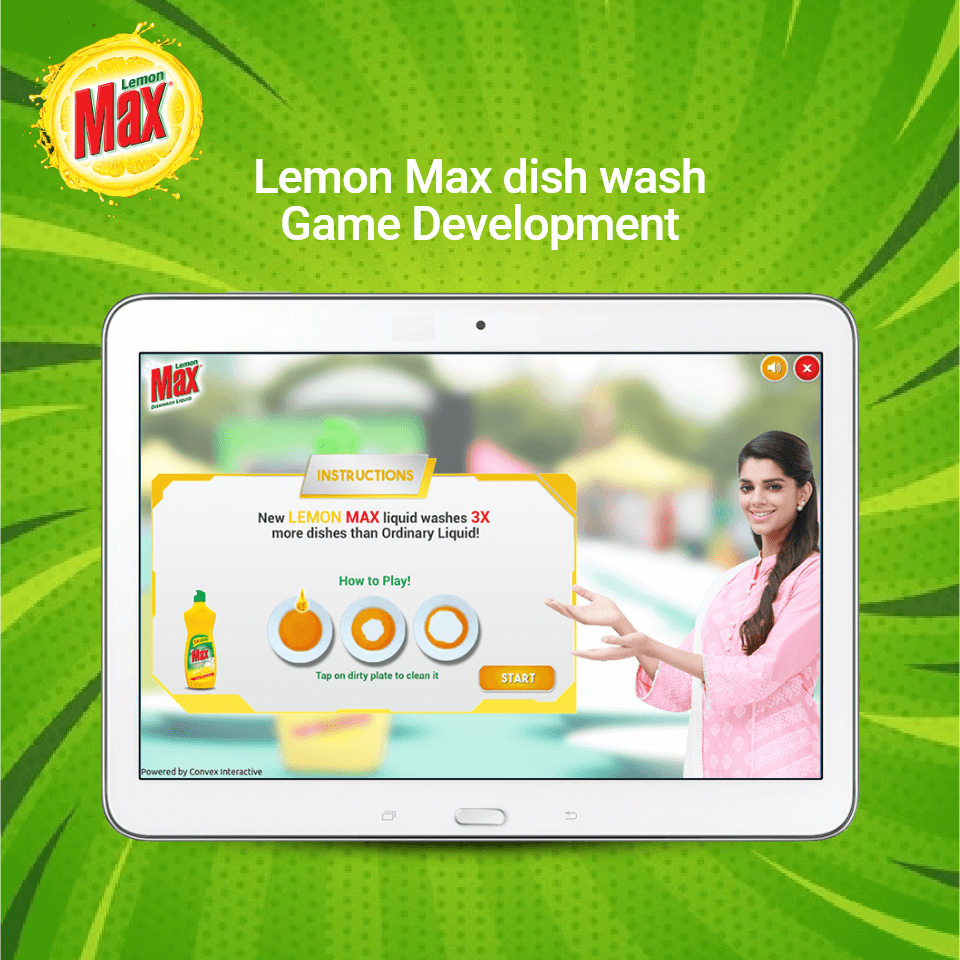 Lemon
Max
Lemon Max dish wash
Game Development
Lemon
Max
DISHWASH LIQUID
INSTRUCTIONS
New LEMON MAX liquid washes 3X
more dishes than Ordinary Liquid!
How to Play!
Max
Tap on dirty plate to clean it
START
Powered by Convex Interactive